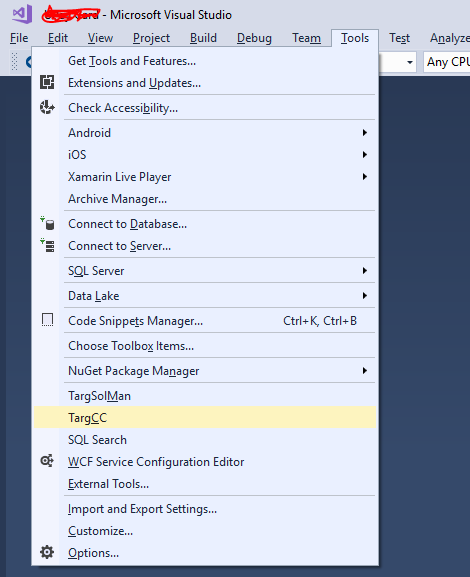 - Microsoft Visual Studio
File Edit View Project Build Debug Team Tools Test Analyze
Any CPU
Get Tools and Features...
Extensions and Updates...
Check Accessibility...
Android
iOS
Xamarin Live Player
Archive Manager...
Connect to Database...
Connect to Server...
SQL Server
Data Lake
Code Snippets Manager... Ctrl+K, Ctrl+B
Choose Toolbox Items...
NuGet Package Manager
TargSolMan
TargCC
SQL Search
WCF Service Configuration Editor
External Tools...
Import and Export Settings...
Customize...
Options...